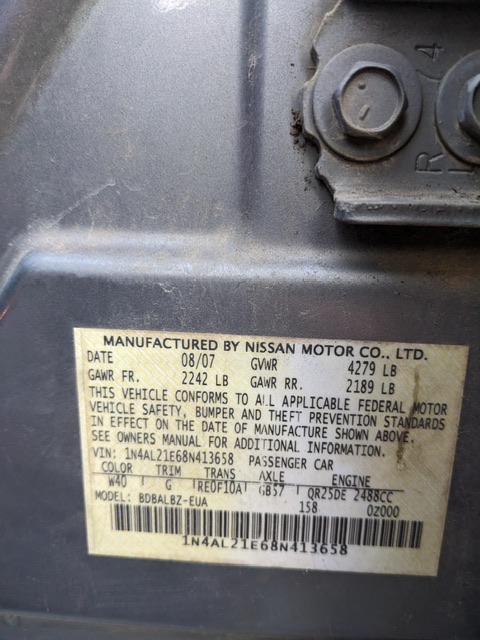 4
R
MANUFACTURED BY NISSAN MOTOR CO., LTD.
DATE 08/07 GVWR 4279 LB
GAWR FR. 2242 LB GAWR RR. 2189 LB
THIS VEHICLE CONFORMS TO ALL APPLICABLE FEDERAL MOTOR
VEHICLE SAFETY, BUMPER AND THEFT PREVENTION STANDARDS
IN EFFECT ON THE DATE OF MANUFACTURE SHOWN ABOVE.
SEE OWNERS MANUAL FOR ADDITIONAL INFORMATION.
VIN: 1N4AL21E68N413658 PASSENGER CAR
COLOR TRIM TRANS AXLE ENGINE
W40 G RE0F10A GB57 QR25DE 2488CC
MODEL: BDBALBZ-EUA 158 0Z000
1N4AL21E68N413658